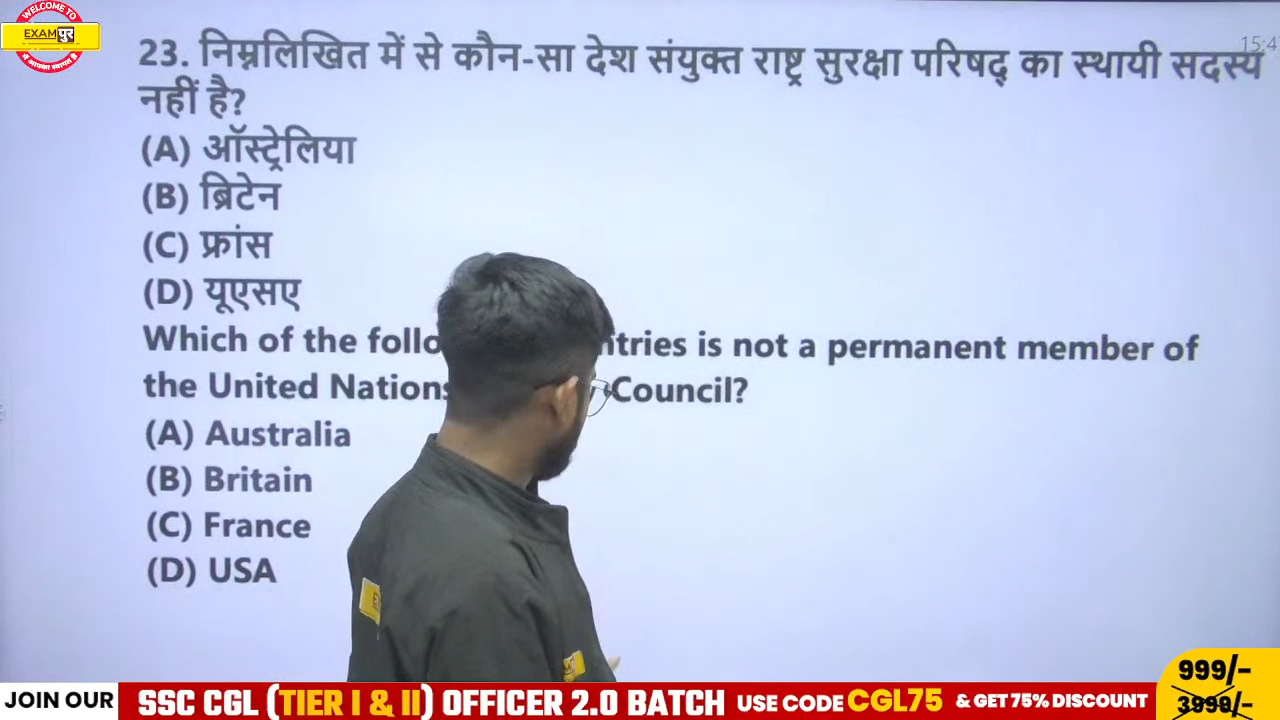 WELCOME TO
EXAMपुर
में आपका स्वागत है
23. निम्नलिखित में से कौन-सा देश संयुक्त राष्ट्र सुरक्षा परिषद् का स्थायी सदस्य
नहीं है?
(A) ऑस्ट्रेलिया
(B) ब्रिटेन
(C) फ्रांस
(D) यूएसए
Which of the follo ntries is not a permanent member of
the United Nations Council?
(A) Australia
(B) Britain
(C) France
(D) USA
JOIN OUR SSC CGL (TIER I & II) OFFICER 2.0 BATCH USE CODE CGL75 & GET 75% DISCOUNT
999/-
3999/-